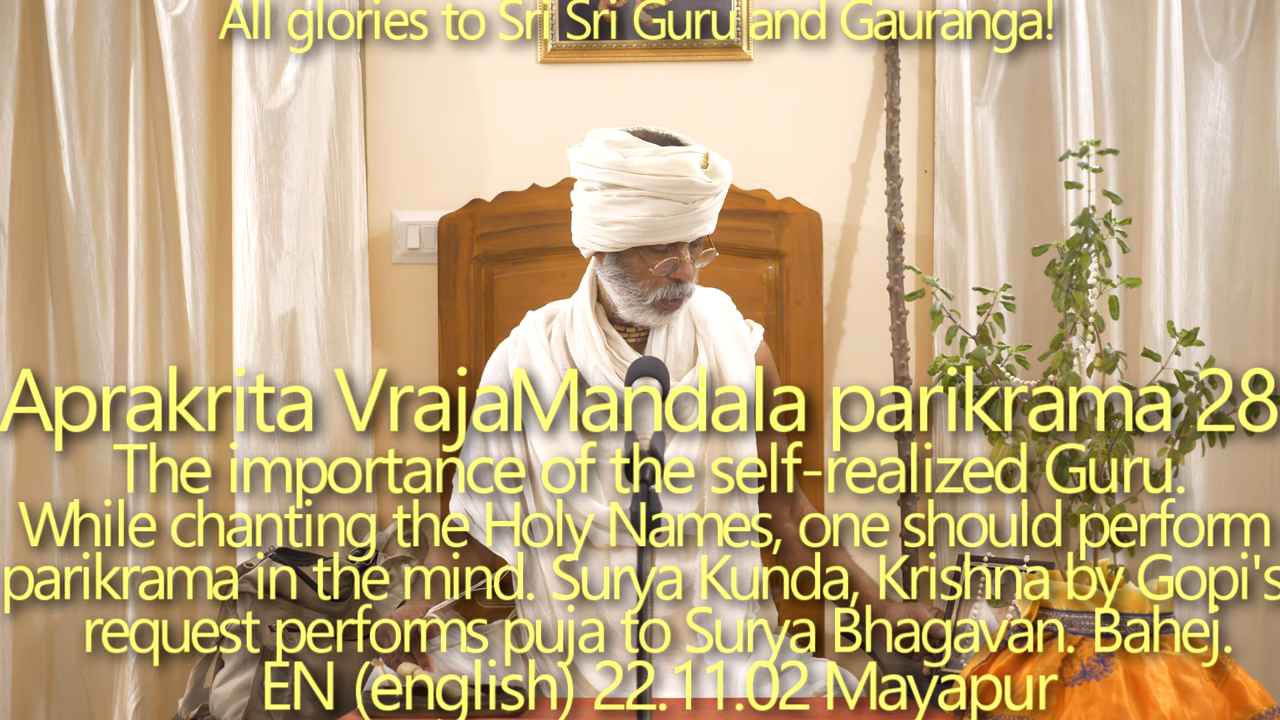 All glories to Sri Sri Guru and Gauranga!
Aprakrita VrajaMandala parikrama 28
The importance of the self-realized Guru.
While chanting the Holy Names, one should perform
parikrama in the mind. Surya Kunda, Krishna by Gopi's
request performs puja to Surya Bhagavan. Bahej.
EN (english) 22.11.02 Mayapur